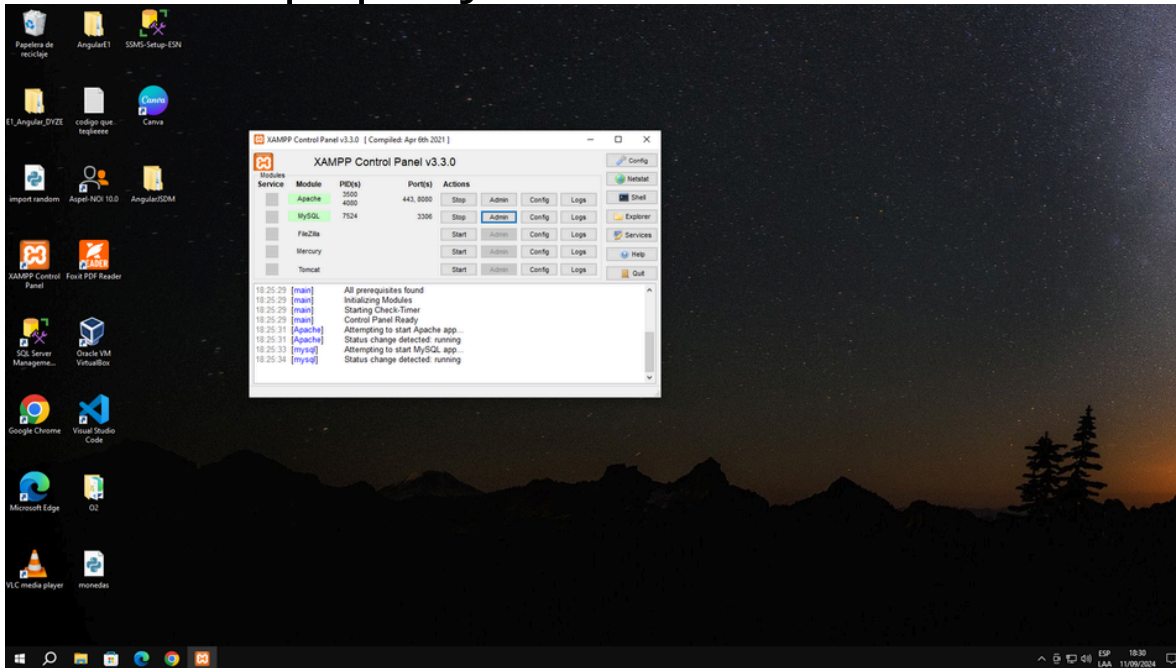 Papelera de
reciclaje
AngularE1
SSMS-Setup-ESN
E1_Angular_DYZE
codigo que
teqlieeee
Canva
Canva
import random
Aspel-NOI 10.0
AngularJSDM
XAMPP Control
Panel
READER
Foxit PDF Reader
SQL Server
Manageme...
Oracle VM
VirtualBox
Google Chrome
Visual Studio
Code
Microsoft Edge
O2
VLC media player
monedas
XAMPP Control Panel v3.3.0 [ Compiled: Apr 6th 2021 ]
XAMPP Control Panel v3.3.0
Config
Netstat
Shell
Explorer
Services
Help
Quit
Modules
Service Module PID(s) Port(s) Actions
Apache 3500 4080 443, 8080 Stop Admin Config Logs
MySQL 7524 3306 Stop Admin Config Logs
FileZilla Start Admin Config Logs
Mercury Start Admin Config Logs
Tomcat Start Admin Config Logs
18:25:29 [main] All prerequisites found
18:25:29 [main] Initializing Modules
18:25:29 [main] Starting Check-Timer
18:25:29 [main] Control Panel Ready
18:25:31 [Apache] Attempting to start Apache app...
18:25:31 [Apache] Status change detected: running
18:25:33 [mysql] Attempting to start MySQL app...
18:25:34 [mysql] Status change detected: running
ESP
LAA
18:30
11/09/2024